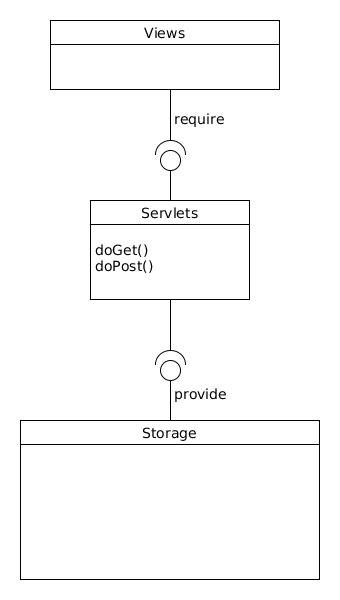 Views
require
Servlets
doGet()
doPost()
provide
Storage